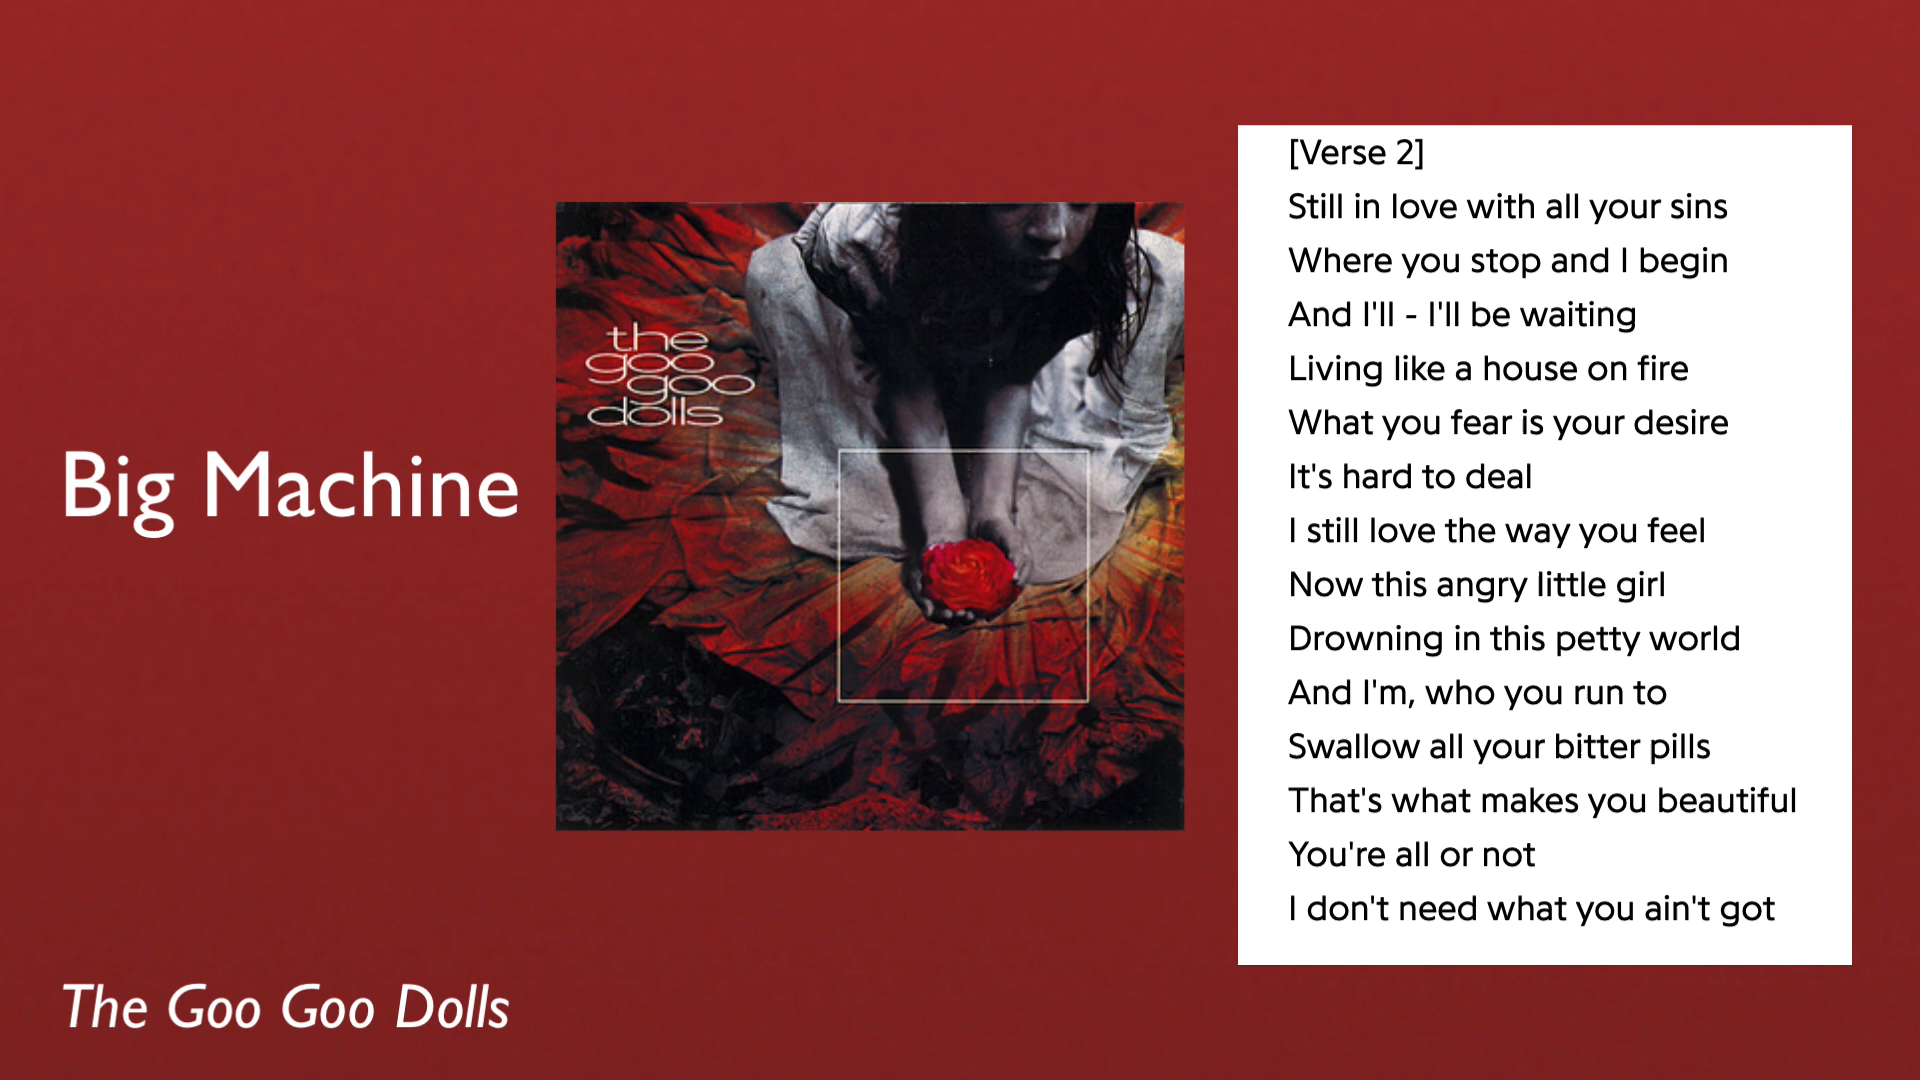 Big Machine
The Goo Goo Dolls
the
goo
goo
dolls
[Verse 2]
Still in love with all your sins
Where you stop and I begin
And I'll - I'll be waiting
Living like a house on fire
What you fear is your desire
It's hard to deal
I still love the way you feel
Now this angry little girl
Drowning in this petty world
And I'm, who you run to
Swallow all your bitter pills
That's what makes you beautiful
You're all or not
I don't need what you ain't got